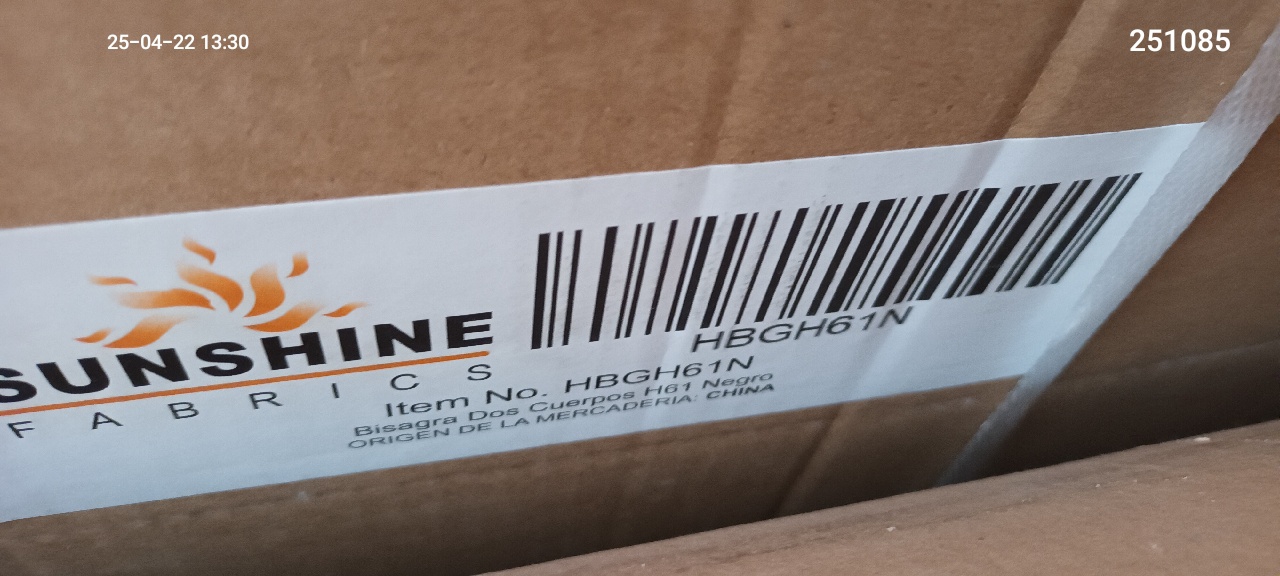 25-04-22 13:30
251085
SUNSHINE
FABRICS
HBGH61N
Item No. HBGH61N
Bisagra Dos Cuerpos H61 Negro
ORIGEN DE LA MERCADERIA: CHINA